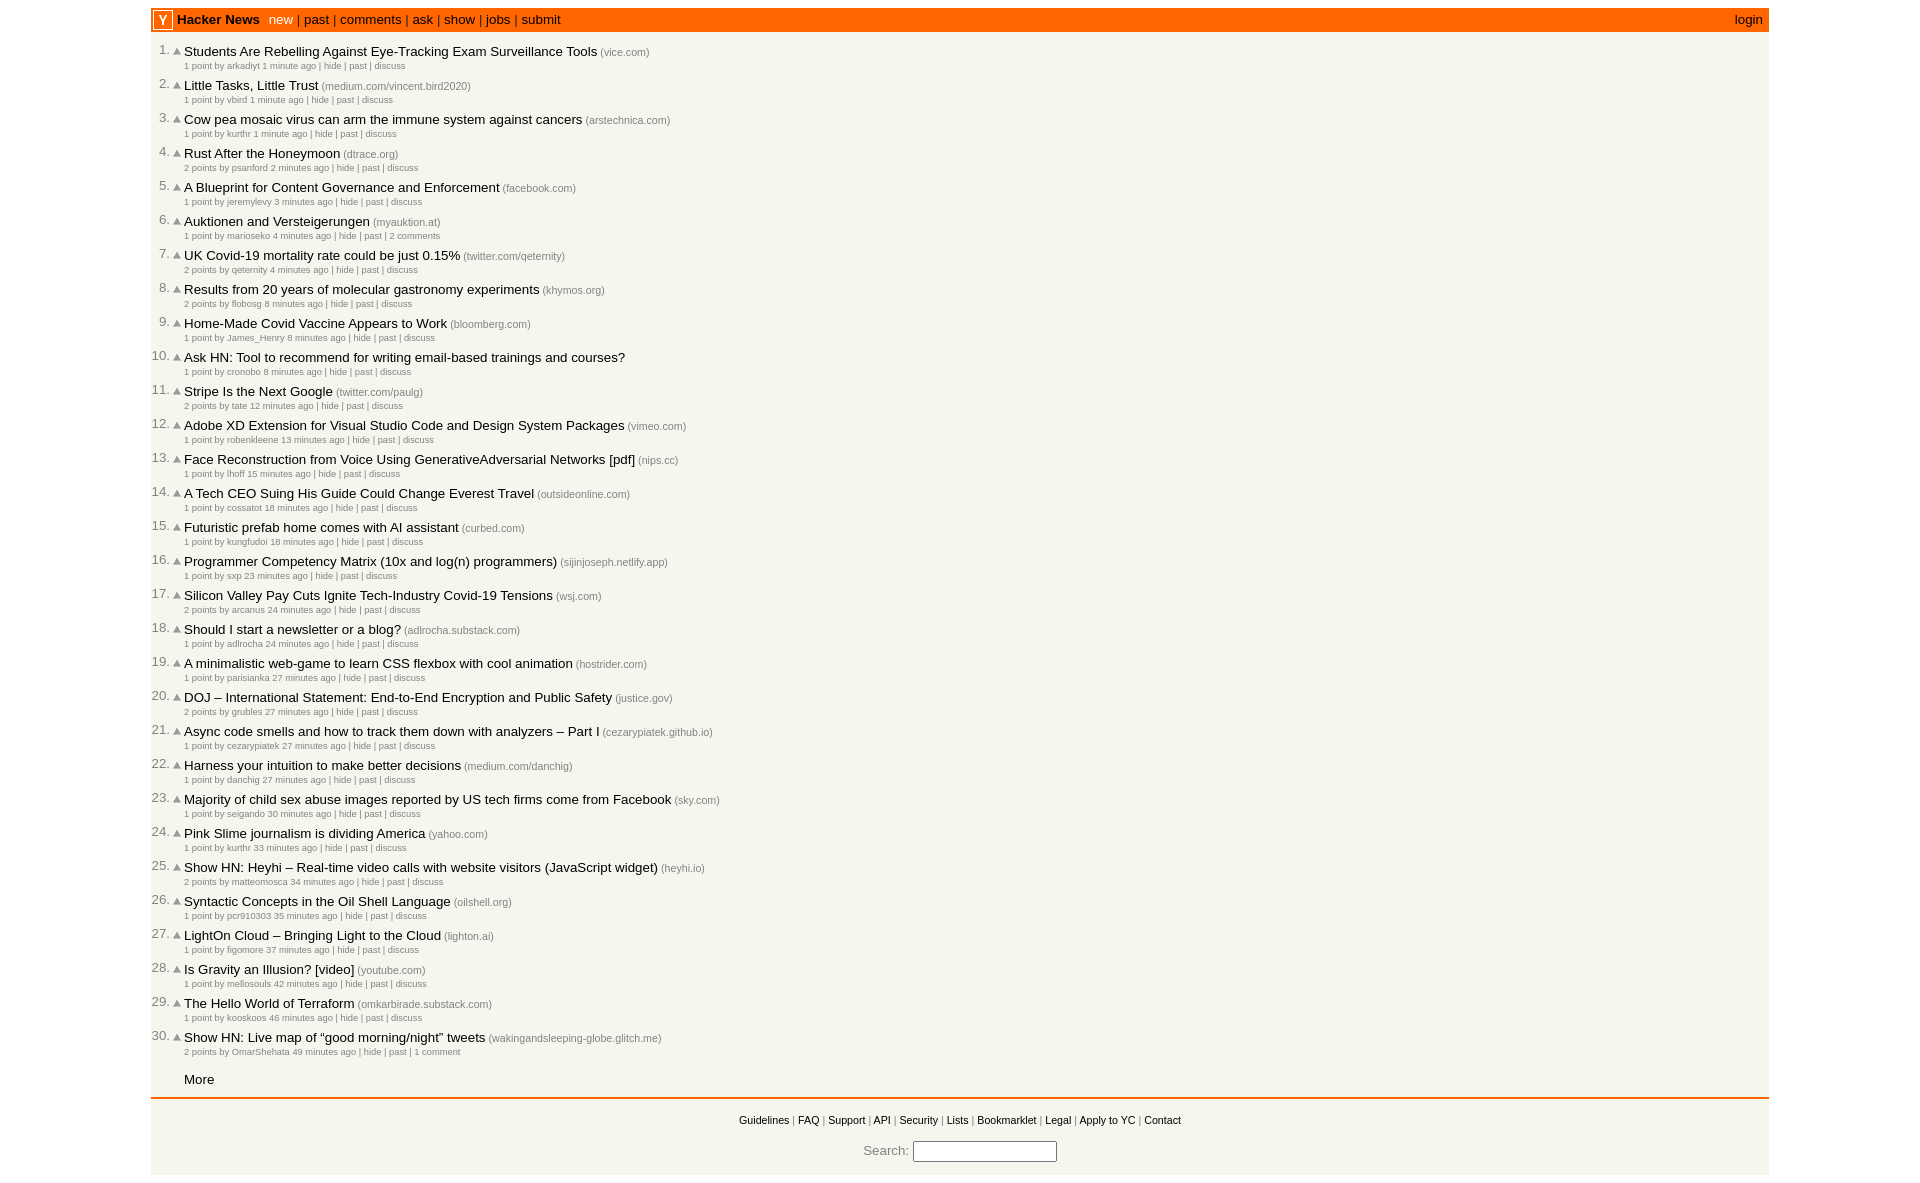 Y Hacker News new | past | comments | ask | show | jobs | submit login
1. Students Are Rebelling Against Eye-Tracking Exam Surveillance Tools (vice.com)
1 point by arkadiyt 1 minute ago | hide | past | discuss
2. Little Tasks, Little Trust (medium.com/vincent.bird2020)
1 point by vbird 1 minute ago | hide | past | discuss
3. Cow pea mosaic virus can arm the immune system against cancers (arstechnica.com)
1 point by kurthr 1 minute ago | hide | past | discuss
4. Rust After the Honeymoon (dtrace.org)
2 points by psanford 2 minutes ago | hide | past | discuss
5. A Blueprint for Content Governance and Enforcement (facebook.com)
1 point by jeremylevy 3 minutes ago | hide | past | discuss
6. Auktionen and Versteigerungen (myauktion.at)
1 point by marioseko 4 minutes ago | hide | past | 2 comments
7. UK Covid-19 mortality rate could be just 0.15% (twitter.com/qeternity)
2 points by qeternity 4 minutes ago | hide | past | discuss
8. Results from 20 years of molecular gastronomy experiments (khymos.org)
2 points by flobosg 8 minutes ago | hide | past | discuss
9. Home-Made Covid Vaccine Appears to Work (bloomberg.com)
1 point by James_Henry 8 minutes ago | hide | past | discuss
10. Ask HN: Tool to recommend for writing email-based trainings and courses?
1 point by cronobo 8 minutes ago | hide | past | discuss
11. Stripe Is the Next Google (twitter.com/paulg)
2 points by tate 12 minutes ago | hide | past | discuss
12. Adobe XD Extension for Visual Studio Code and Design System Packages (vimeo.com)
1 point by robenkleene 13 minutes ago | hide | past | discuss
13. Face Reconstruction from Voice Using GenerativeAdversarial Networks [pdf] (nips.cc)
1 point by lhoff 15 minutes ago | hide | past | discuss
14. A Tech CEO Suing His Guide Could Change Everest Travel (outsideonline.com)
1 point by cossatot 18 minutes ago | hide | past | discuss
15. Futuristic prefab home comes with AI assistant (curbed.com)
1 point by kungfudoi 18 minutes ago | hide | past | discuss
16. Programmer Competency Matrix (10x and log(n) programmers) (sijinjoseph.netlify.app)
1 point by sxp 23 minutes ago | hide | past | discuss
17. Silicon Valley Pay Cuts Ignite Tech-Industry Covid-19 Tensions (wsj.com)
2 points by arcanus 24 minutes ago | hide | past | discuss
18. Should I start a newsletter or a blog? (adlrocha.substack.com)
1 point by adlrocha 24 minutes ago | hide | past | discuss
19. A minimalistic web-game to learn CSS flexbox with cool animation (hostrider.com)
1 point by parisianka 27 minutes ago | hide | past | discuss
20. DOJ – International Statement: End-to-End Encryption and Public Safety (justice.gov)
2 points by grubles 27 minutes ago | hide | past | discuss
21. Async code smells and how to track them down with analyzers – Part I (cezarypiatek.github.io)
1 point by cezarypiatek 27 minutes ago | hide | past | discuss
22. Harness your intuition to make better decisions (medium.com/danchig)
1 point by danchig 27 minutes ago | hide | past | discuss
23. Majority of child sex abuse images reported by US tech firms come from Facebook (sky.com)
1 point by seigando 30 minutes ago | hide | past | discuss
24. Pink Slime journalism is dividing America (yahoo.com)
1 point by kurthr 33 minutes ago | hide | past | discuss
25. Show HN: Heyhi – Real-time video calls with website visitors (JavaScript widget) (heyhi.io)
2 points by matteomosca 34 minutes ago | hide | past | discuss
26. Syntactic Concepts in the Oil Shell Language (oilshell.org)
1 point by pcr910303 35 minutes ago | hide | past | discuss
27. LightOn Cloud – Bringing Light to the Cloud (lighton.ai)
1 point by figomore 37 minutes ago | hide | past | discuss
28. Is Gravity an Illusion? [video] (youtube.com)
1 point by mellosouls 42 minutes ago | hide | past | discuss
29. The Hello World of Terraform (omkarbirade.substack.com)
1 point by kooskoos 46 minutes ago | hide | past | discuss
30. Show HN: Live map of “good morning/night” tweets (wakingandsleeping-globe.glitch.me)
2 points by OmarShehata 49 minutes ago | hide | past | 1 comment
More
Guidelines | FAQ | Support | API | Security | Lists | Bookmarklet | Legal | Apply to YC | Contact
Search: